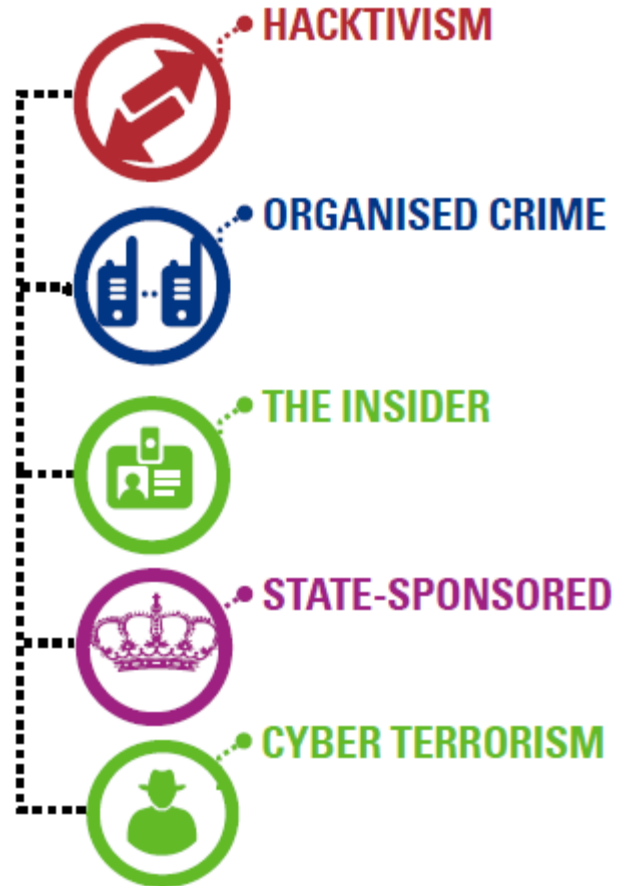 HACKTIVISM
ORGANISED CRIME
THE INSIDER
STATE-SPONSORED
CYBER TERRORISM